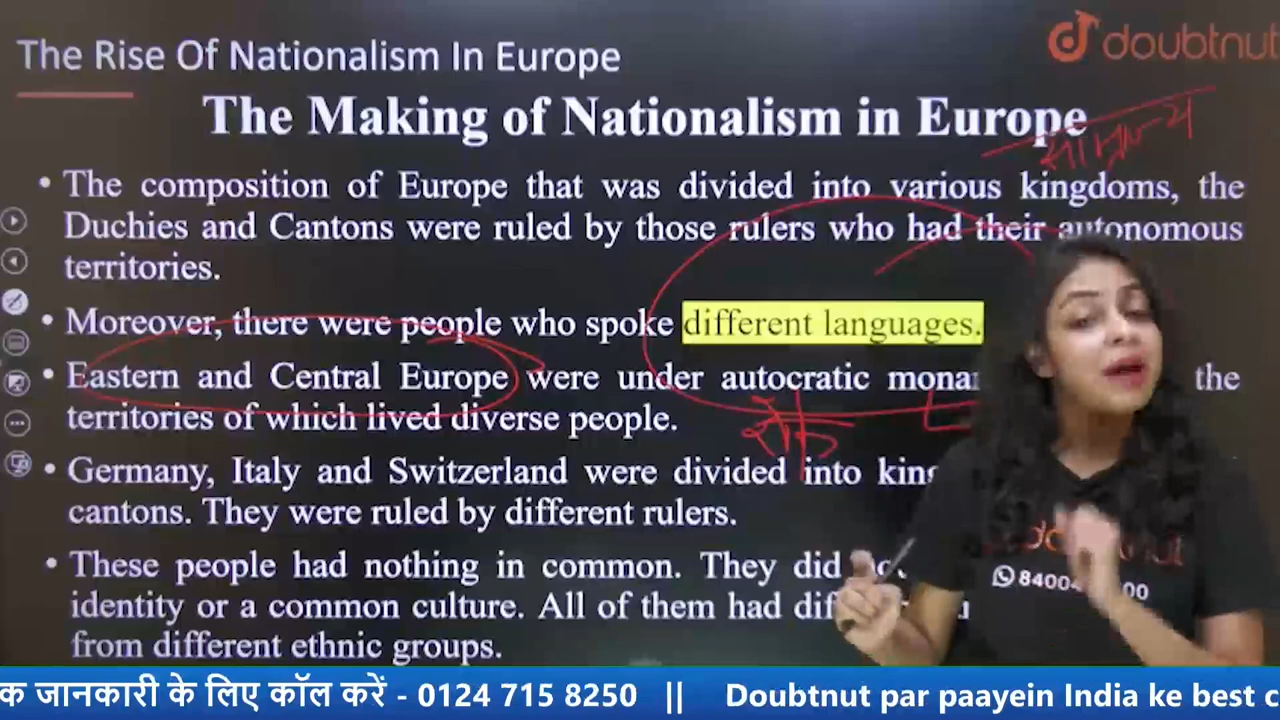 The Rise Of Nationalism In Europe
doubtnut
The Making of Nationalism in Europe
साम्राज्य
• The composition of Europe that was divided into various kingdoms, the
Duchies and Cantons were ruled by those rulers who had their autonomous
territories.
• Moreover, there were people who spoke different languages.
• Eastern and Central Europe were under autocratic the
territories of which lived diverse people.
• Germany, Italy and Switzerland were divided into
cantons. They were ruled by different rulers.
• These people had nothing in common. They did
identity or a common culture. All of them had
from different ethnic groups.
क जानकारी के लिए कॉल करें - 0124 715 8250 || Doubtnut par paayein India ke best c